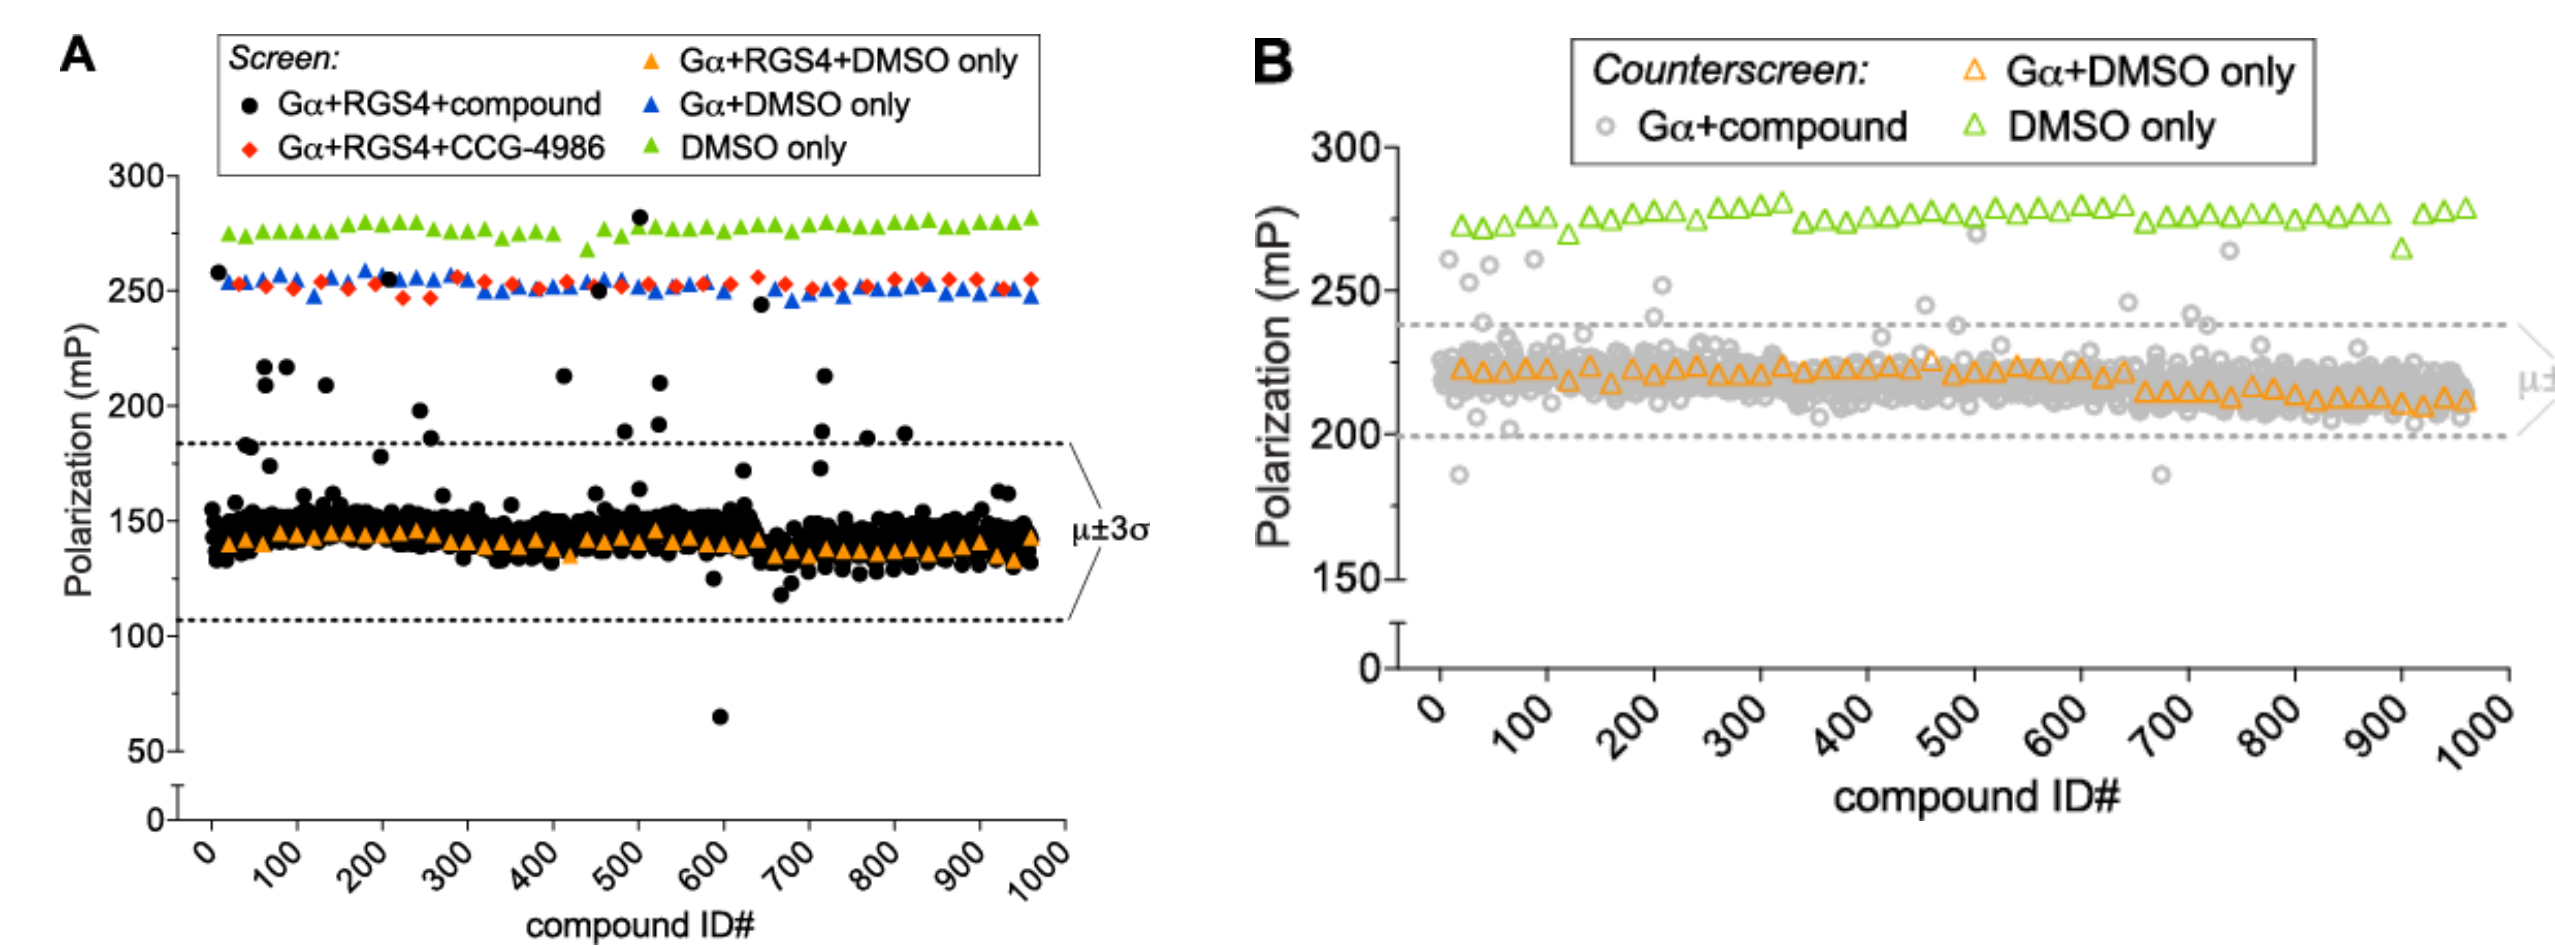 A
Screen:
Gα+RGS4+compound
Gα+RGS4+CCG-4986
Gα+RGS4+DMSO only
Gα+DMSO only
DMSO only
Polarization (mP)
300
250
200
150
100
50
0
μ±3σ
0 100 200 300 400 500 600 700 800 900 1000
compound ID#
B
Counterscreen:
Gα+compound
Gα+DMSO only
DMSO only
Polarization (mP)
300
250
200
150
0
μ±
0 100 200 300 400 500 600 700 800 900 1000
compound ID#